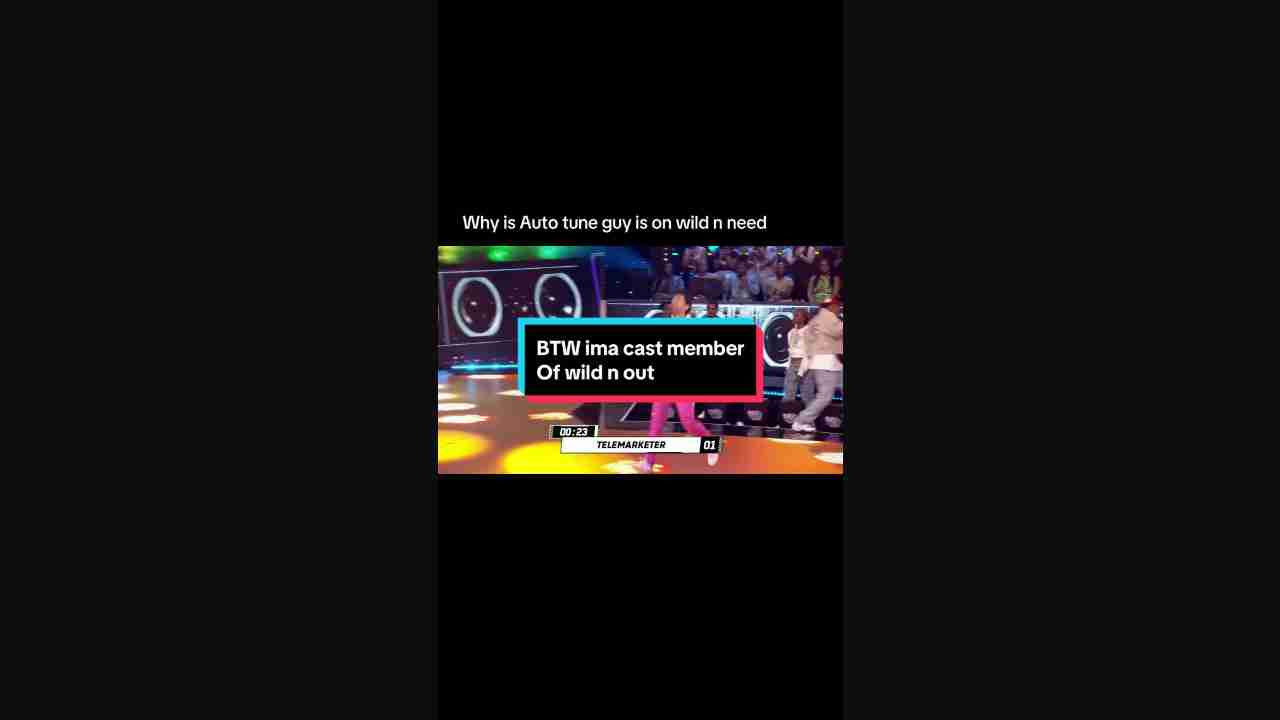 Why is Auto tune guy is on wild n need
BTW ima cast member
Of wild n out
00:23
TELEMARKETER 01